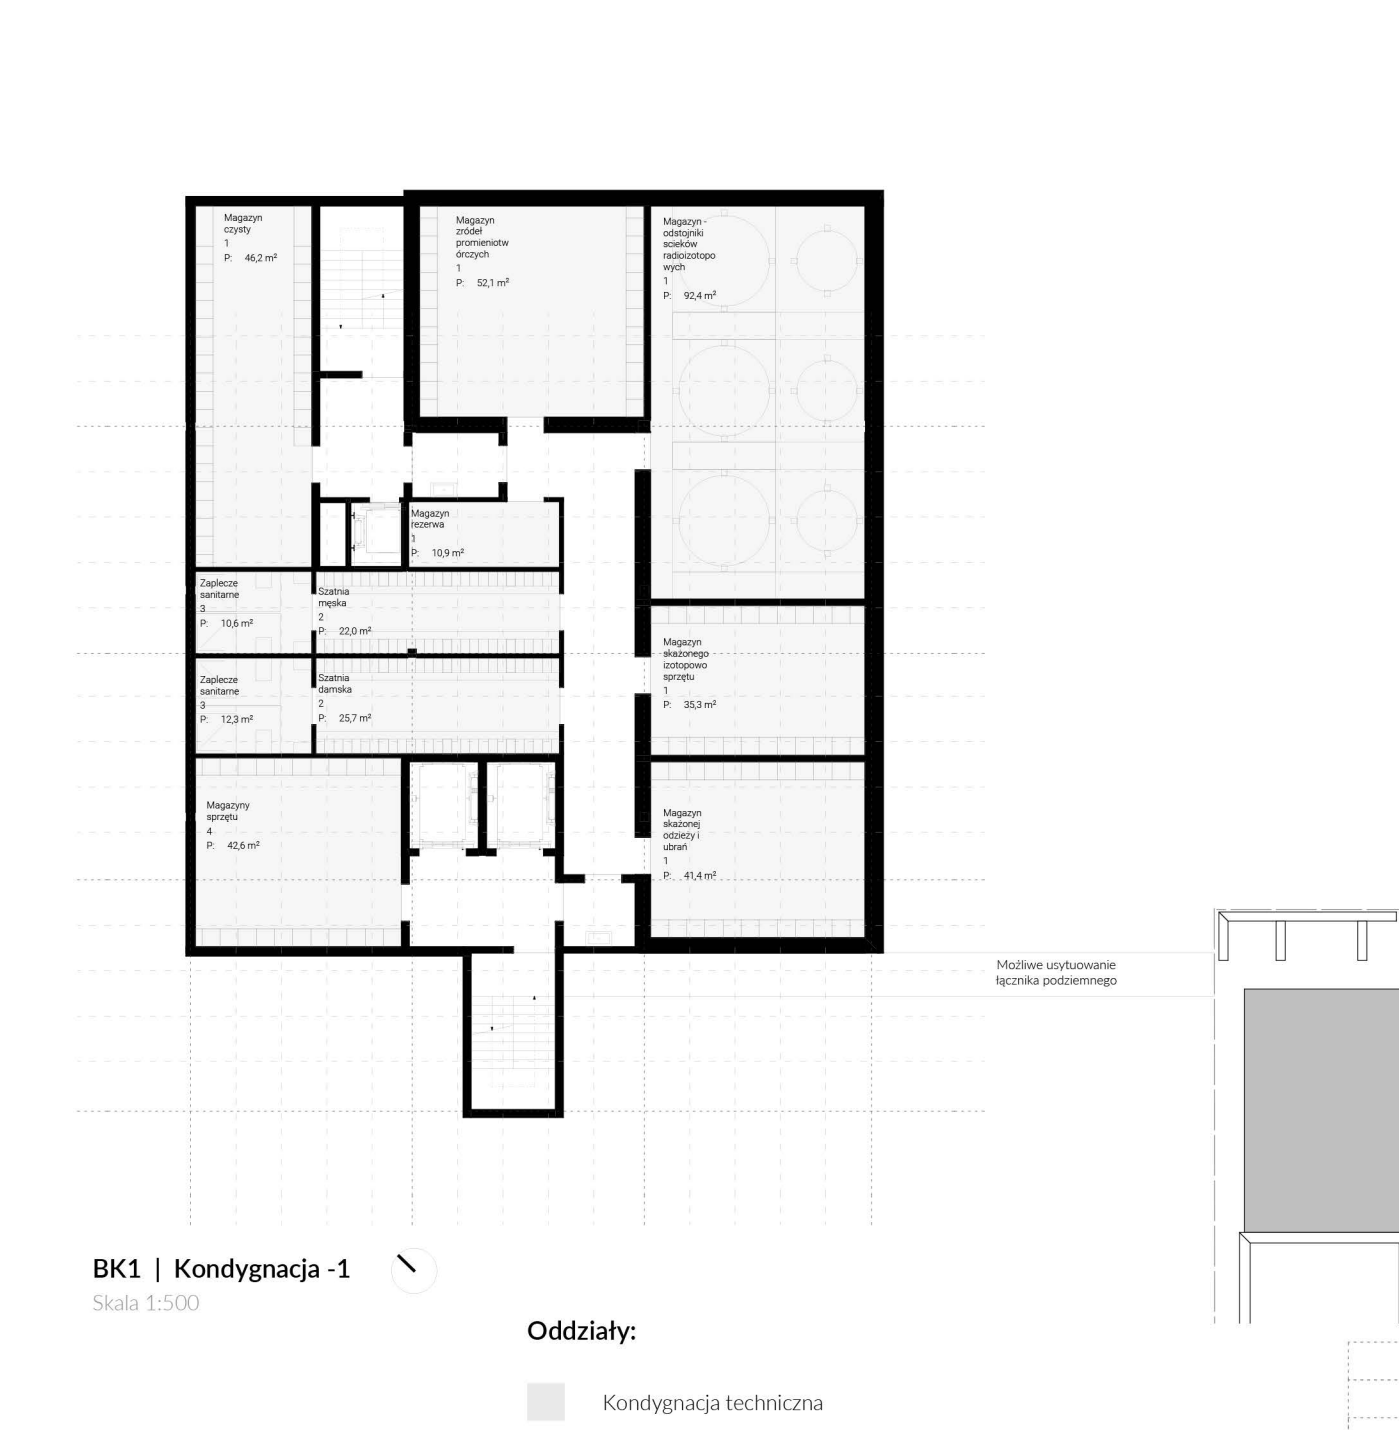 Magazyn
czysty
1
P: 46,2 m²
Magazyn
zródeł
promieniotw
órczych
1
P: 52,1 m²
Magazyn -
odstojniki
scieków
radioizotopo
wych
1
P: 92,4 m²
Magazyn
rezerwa
1
P: 10,9 m²
Zaplecze
sanitarne
3
P: 10,6 m²
Szatnia
męska
2
P: 22,0 m²
Magazyn
skażonego
izotopowo
sprzętu
1
P: 35,3 m²
Zaplecze
sanitarne
3
P: 12,3 m²
Szatnia
damska
2
P: 25,7 m²
Magazyny
sprzętu
4
P: 42,6 m²
Magazyn
skażonej
odzieży i
ubrań
1
P: 41,4 m²
Możliwe usytuowanie
łącznika podziemnego
BK1 | Kondygnacja -1
Skala 1:500
Oddziały:
Kondygnacja techniczna